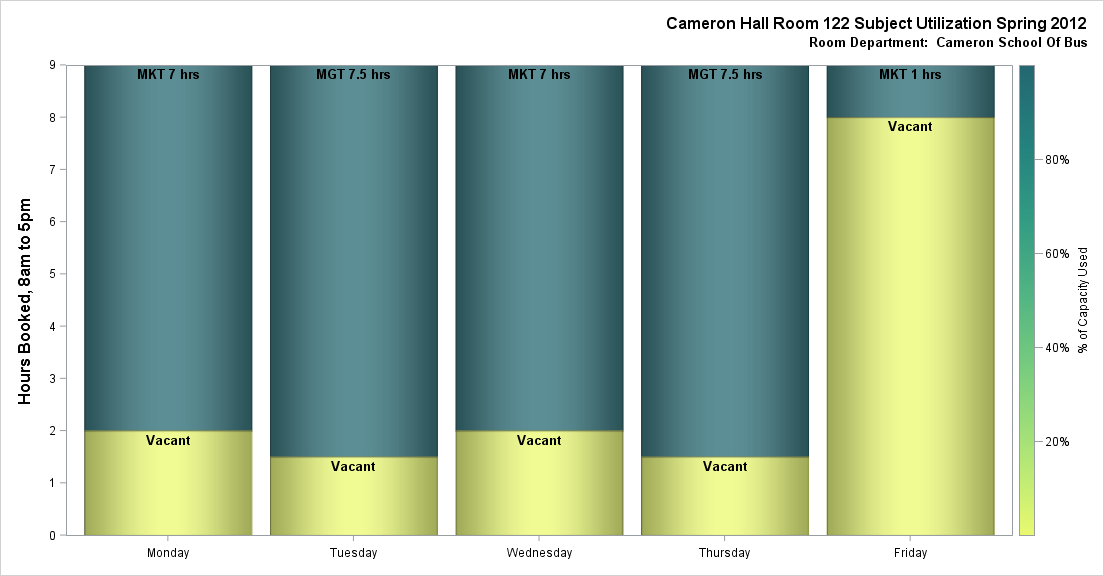 Cameron Hall Room 122 Subject Utilization Spring 2012
Room Department:  Cameron School Of Bus
Hours Booked, 8am to 5pm
9
8
7
6
5
4
3
2
1
0
MKT 7 hrs
MGT 7.5 hrs
MKT 7 hrs
MGT 7.5 hrs
MKT 1 hrs
Vacant
Vacant
Vacant
Vacant
Vacant
Monday
Tuesday
Wednesday
Thursday
Friday
80%
60%
40%
20%
% of Capacity Used